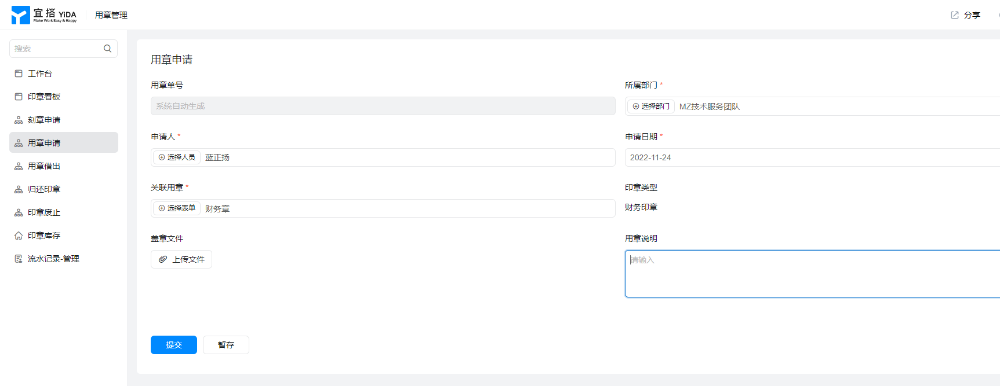 宜搭 YiDA
Make Work Easy & Happy
用章管理
分享
搜索
工作台
印章看板
刻章申请
用章申请
用章借出
归还印章
印章废止
印章库存
流水记录-管理
用章申请
用章单号
系统自动生成
所属部门 *
选择部门 MZ技术服务团队
申请人 *
选择人员 蓝正扬
申请日期 *
2022-11-24
关联用章 *
选择表单 财务章
印章类型
财务印章
盖章文件
上传文件
用章说明
请输入
提交 暂存